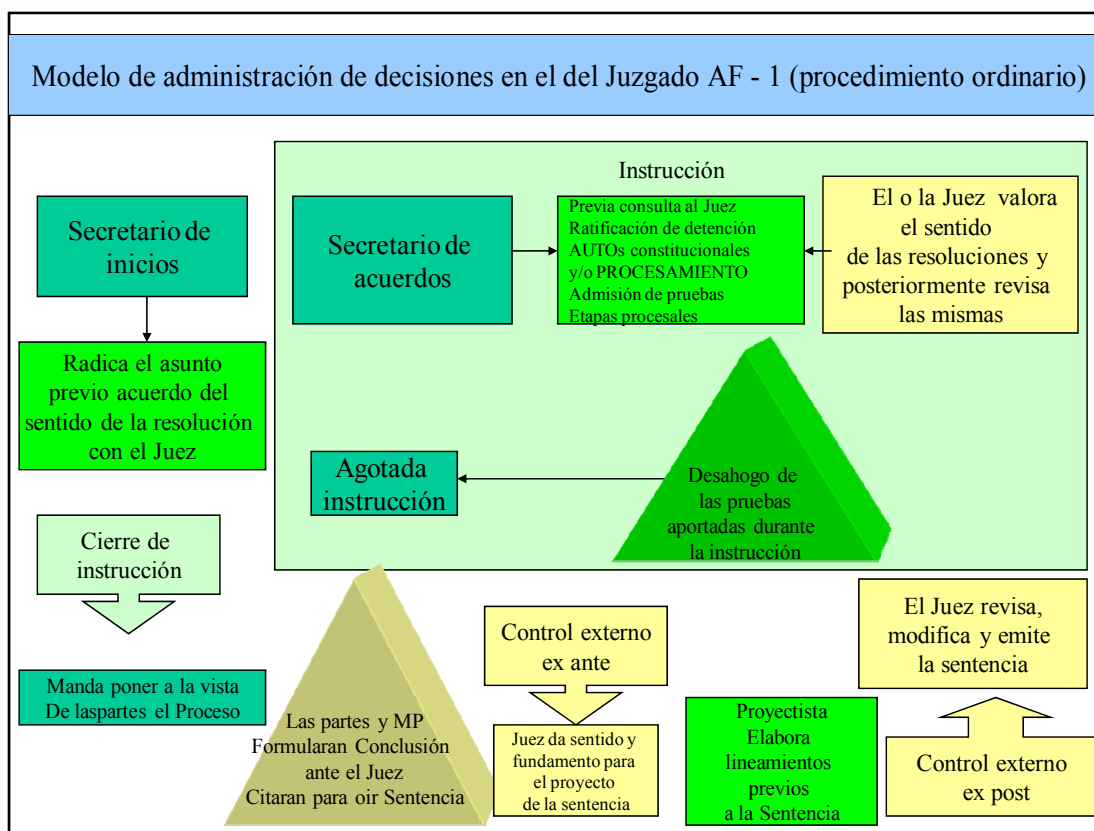 Modelo de administración de decisiones en el del Juzgado AF - 1 (procedimiento ordinario)
Secretario de
inicios
Radica el asunto
previo acuerdo del
sentido de la resolución
con el Juez
Instrucción
Secretario de
acuerdos
Previa consulta al Juez
Ratificación de detención
AUTOs constitucionales
y/o PROCESAMIENTO
Admisión de pruebas
Etapas procesales
El o la Juez valora
el sentido
de las resoluciones y
posteriormente revisa
las mismas
Agotada
instrucción
Desahogo de
las pruebas
aportadas durante
la instrucción
Cierre de
instrucción
Manda poner a la vista
De laspartes el Proceso
Las partes y MP
Formularan Conclusión
ante el Juez
Citaran para oir Sentencia
Control externo
ex ante
Juez da sentido y
fundamento para
el proyecto
de la sentencia
Proyectista
Elabora
lineamientos
previos
a la Sentencia
El Juez revisa,
modifica y emite
la sentencia
Control externo
ex post